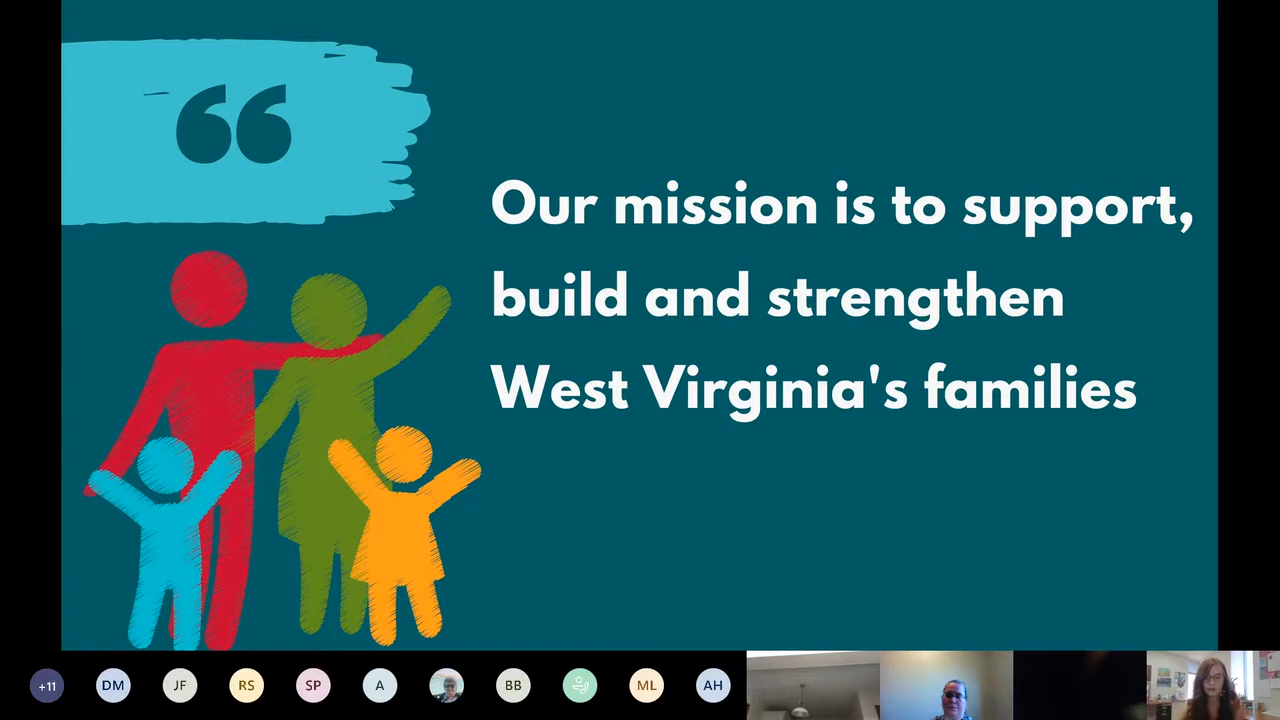 “
Our mission is to support,
build and strengthen
West Virginia's families
+11 DM JF RS SP A BB ML AH